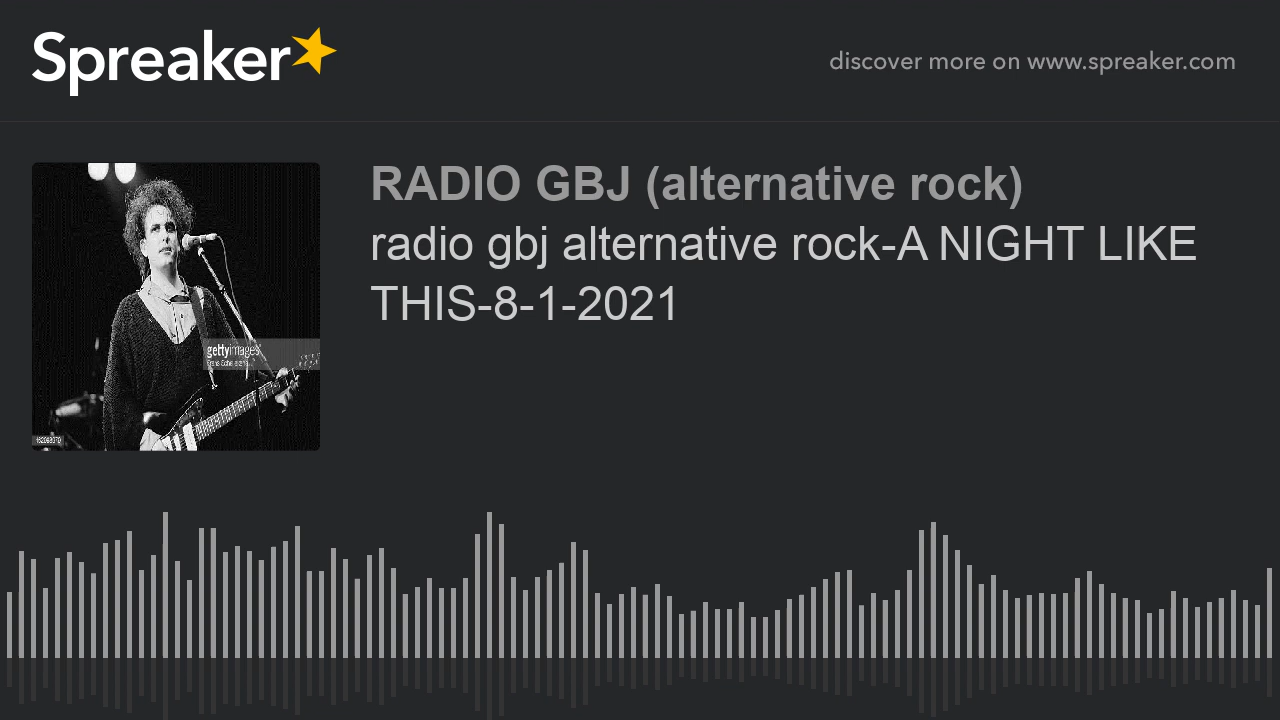 Spreaker
discover more on www.spreaker.com
RADIO GBJ (alternative rock)
radio gbj alternative rock-A NIGHT LIKE
THIS-8-1-2021
gettyimages